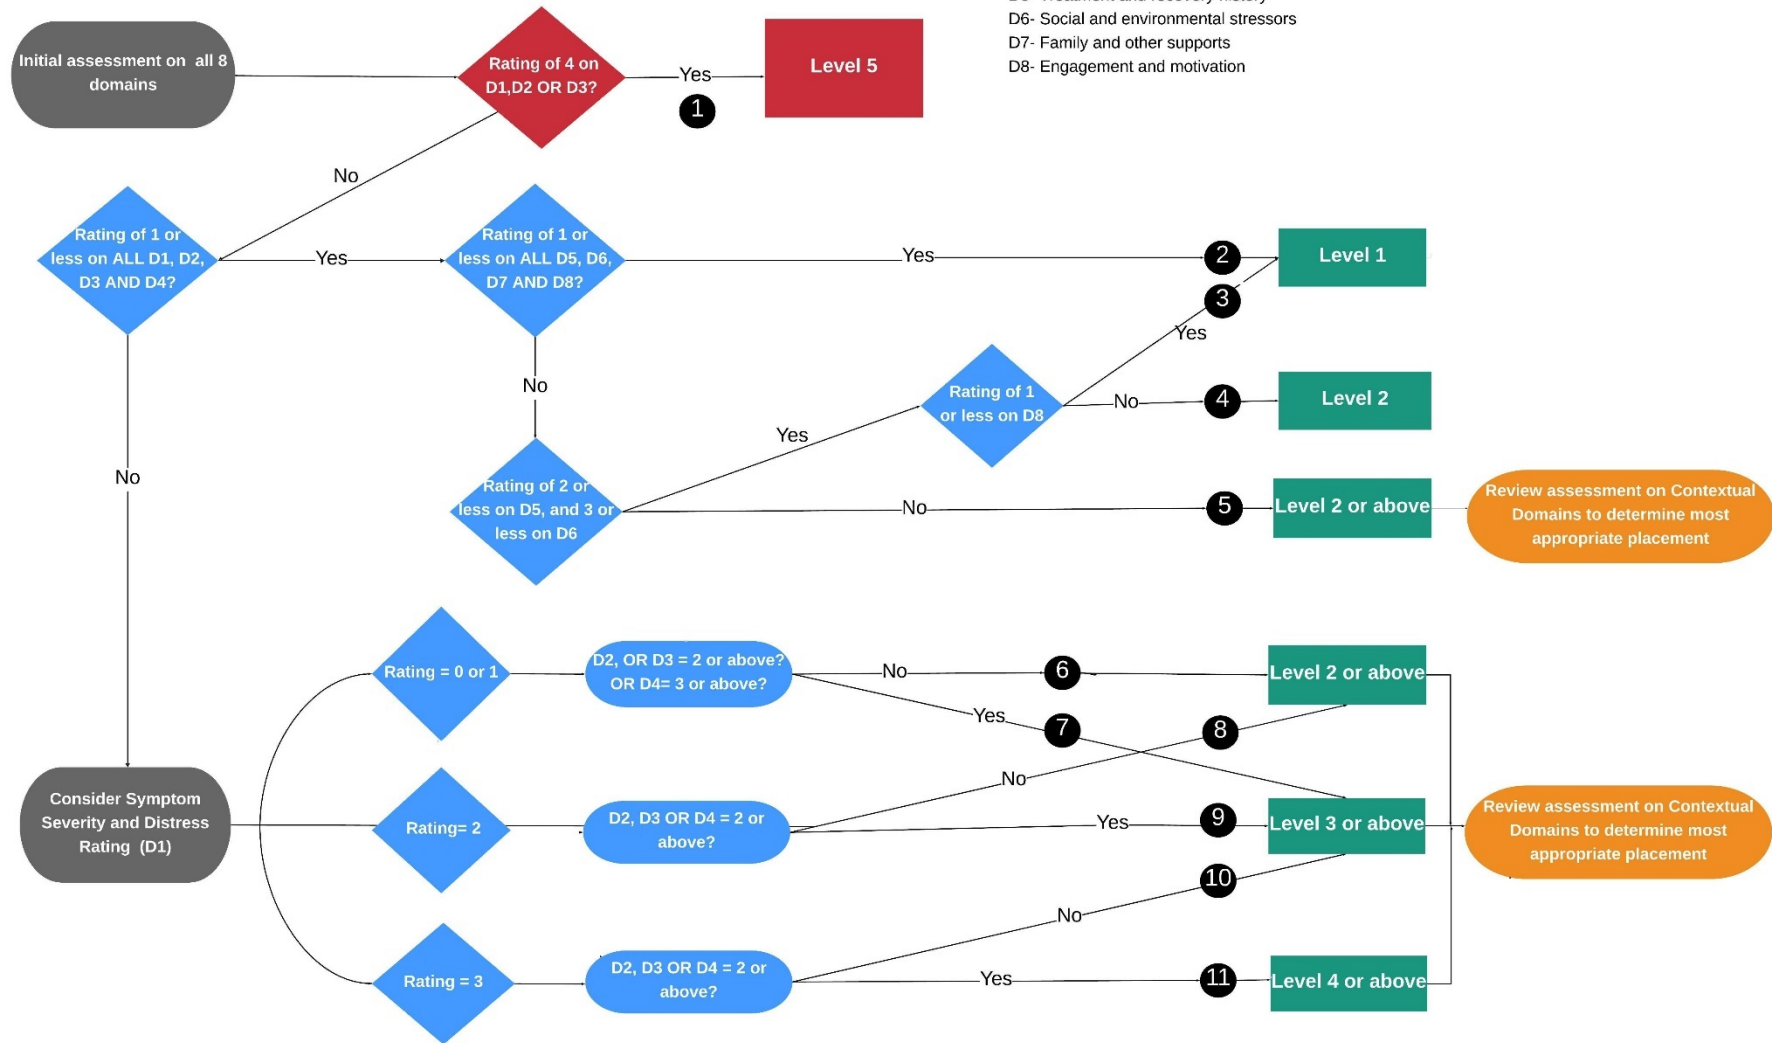 D5- Treatment and recovery history
D6- Social and environmental stressors
D7- Family and other supports
D8- Engagement and motivation
Initial assessment on all 8
domains
Rating of 4 on
D1,D2 OR D3?
Yes
1
Level 5
No
Rating of 1 or
less on ALL D1, D2,
D3 AND D4?
Yes
Rating of 1 or
less on ALL D5, D6,
D7 AND D8?
Yes
2
Level 1
3
Yes
No
Rating of 1
or less on D8
No
4
Level 2
Yes
No
Rating of 2 or
less on D5, and 3 or
less on D6
No
5
Level 2 or above
Review assessment on Contextual
Domains to determine most
appropriate placement
Rating = 0 or 1
D2, OR D3 = 2 or above?
OR D4= 3 or above?
No
6
Level 2 or above
Yes
7
8
No
Consider Symptom
Severity and Distress
Rating (D1)
Rating= 2
D2, D3 OR D4 = 2 or
above?
Yes
9
Level 3 or above
Review assessment on Contextual
Domains to determine most
appropriate placement
10
No
Rating = 3
D2, D3 OR D4 = 2 or
above?
Yes
11
Level 4 or above